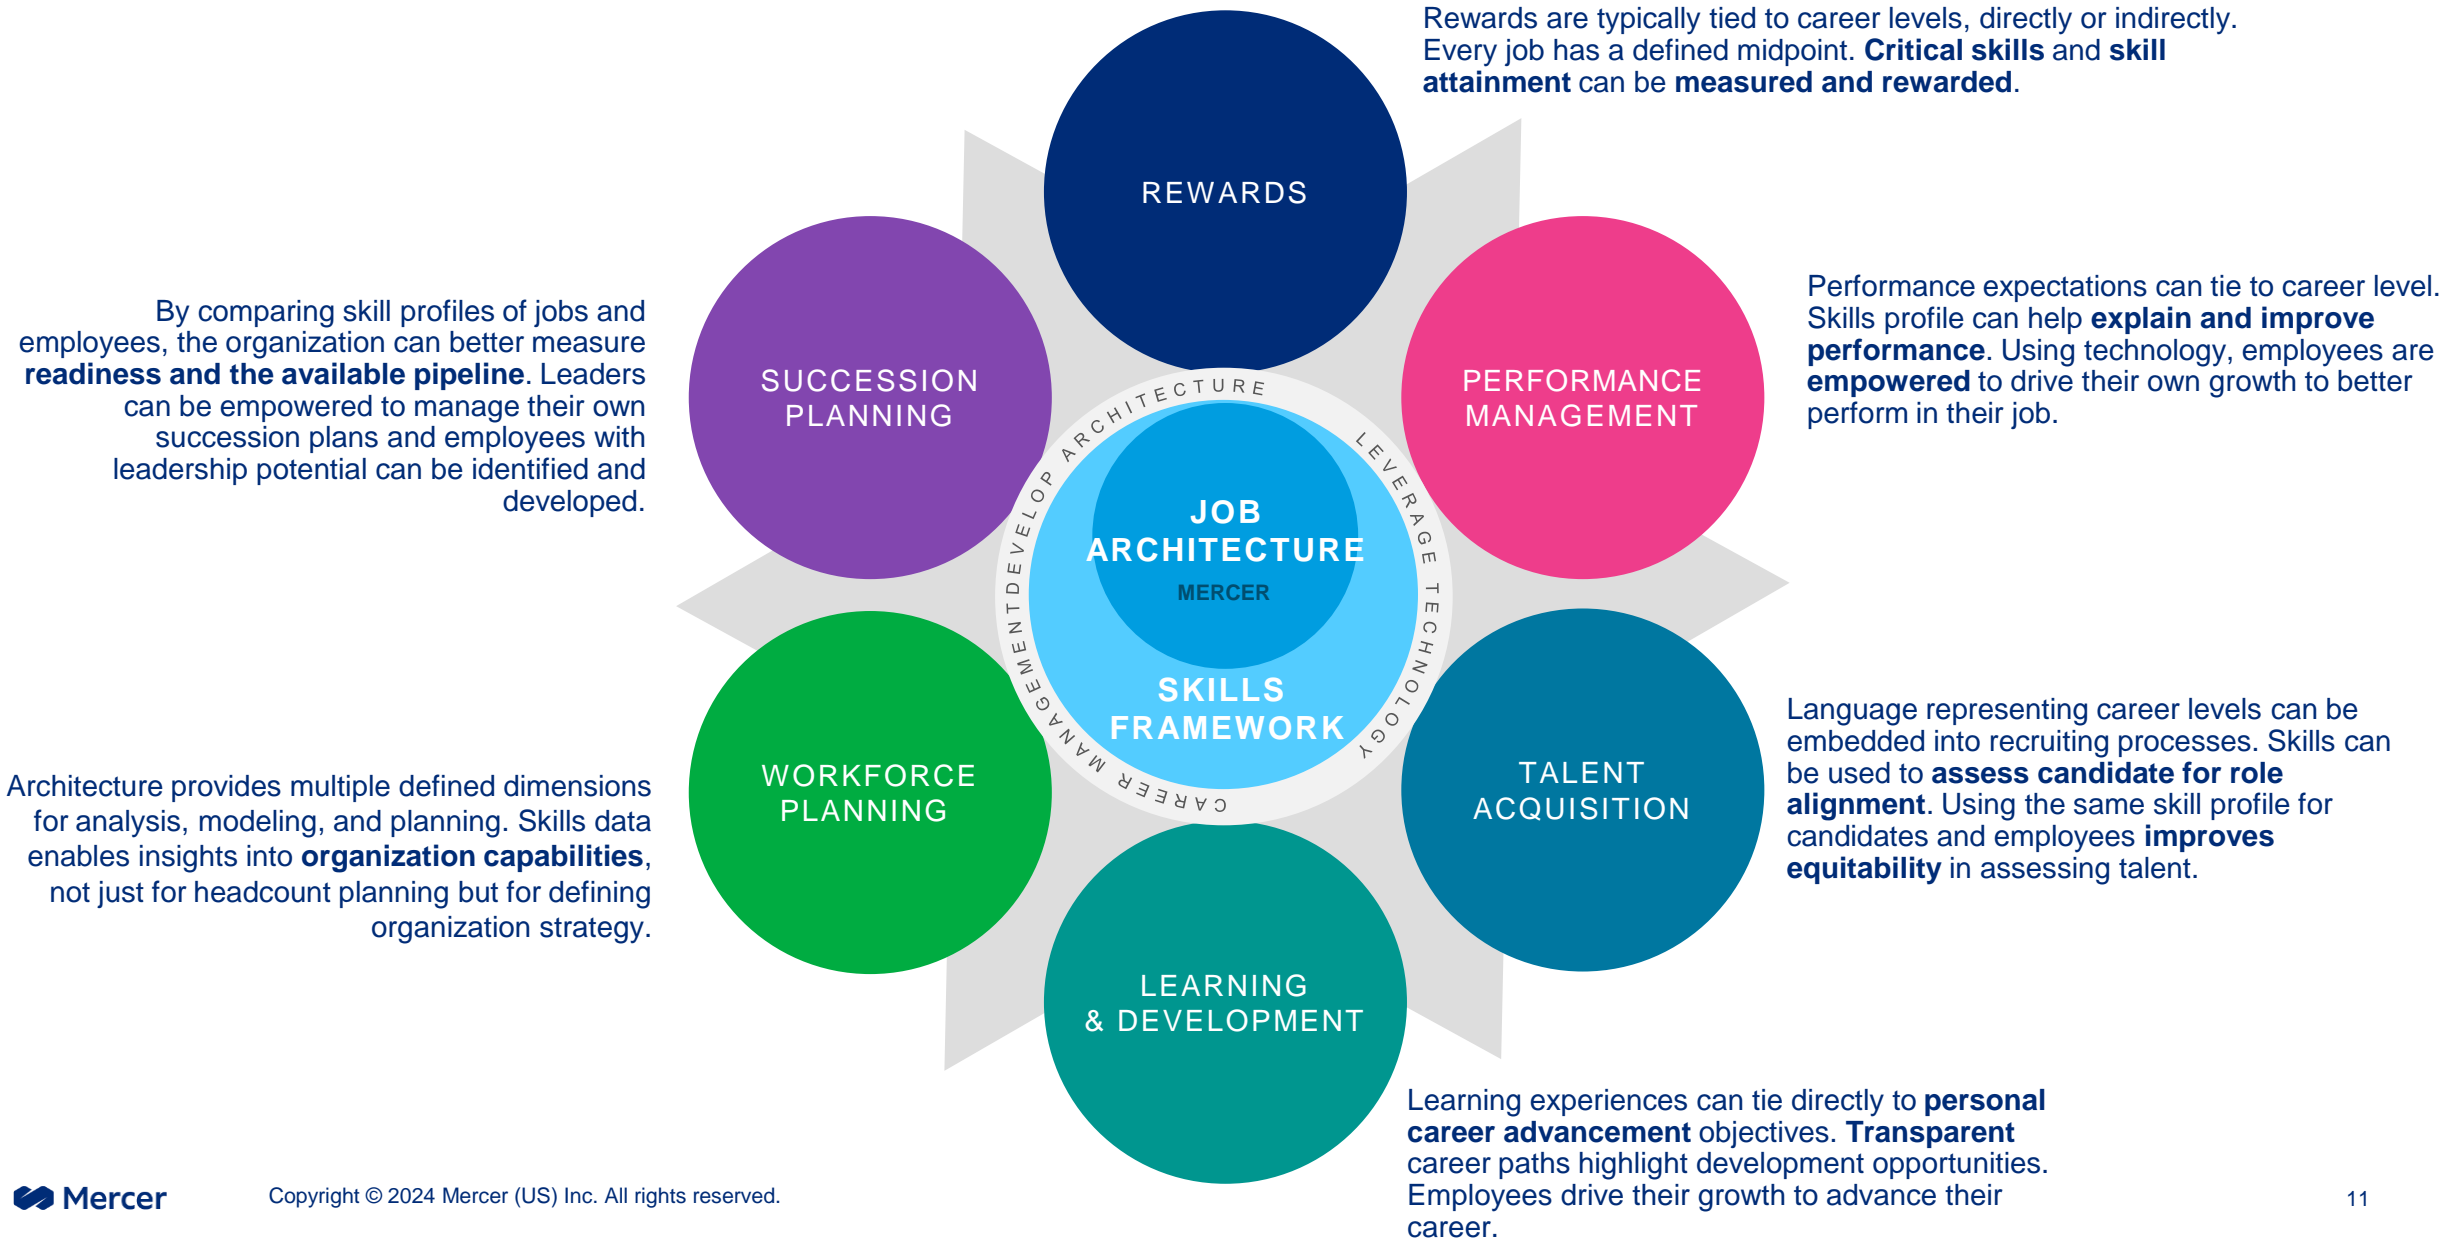 Rewards are typically tied to career levels, directly or indirectly.
Every job has a defined midpoint. Critical skills and skill
attainment can be measured and rewarded.
REWARDS
SUCCESSION
PLANNING
PERFORMANCE
MANAGEMENT
By comparing skill profiles of jobs and
employees, the organization can better measure
readiness and the available pipeline. Leaders
can be empowered to manage their own
succession plans and employees with
leadership potential can be identified and
developed.
Performance expectations can tie to career level.
Skills profile can help explain and improve
performance. Using technology, employees are
empowered to drive their own growth to better
perform in their job.
DEVELOP ARCHITECTURE
LEVERAGE TECHNOLOGY
CAREER MANAGEMENT
JOB
ARCHITECTURE
MERCER
SKILLS
FRAMEWORK
WORKFORCE
PLANNING
TALENT
ACQUISITION
Architecture provides multiple defined dimensions
for analysis, modeling, and planning. Skills data
enables insights into organization capabilities,
not just for headcount planning but for defining
organization strategy.
Language representing career levels can be
embedded into recruiting processes. Skills can
be used to assess candidate for role
alignment. Using the same skill profile for
candidates and employees improves
equitability in assessing talent.
LEARNING
& DEVELOPMENT
Learning experiences can tie directly to personal
career advancement objectives. Transparent
career paths highlight development opportunities.
Employees drive their growth to advance their
career.
Mercer
Copyright © 2024 Mercer (US) Inc. All rights reserved.
11